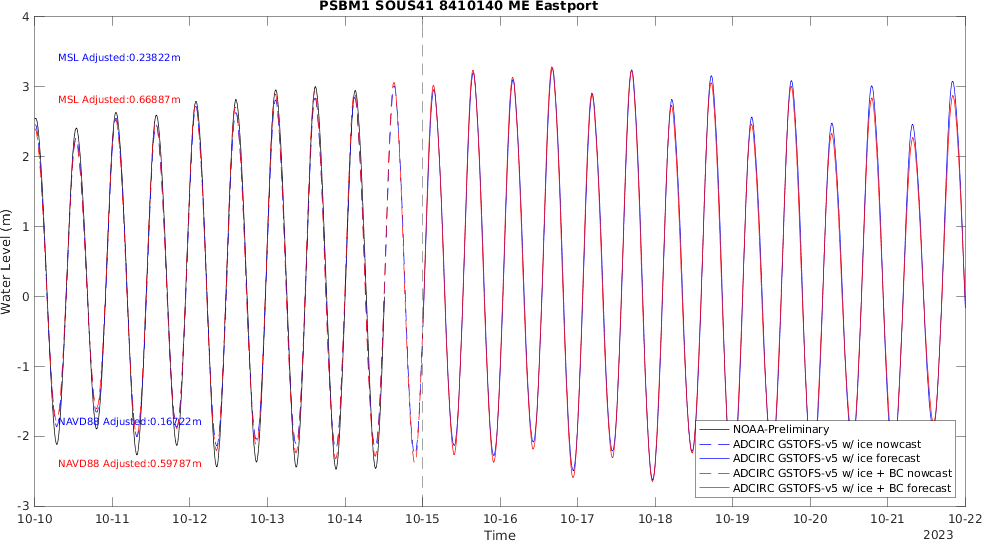 PSBM1 SOUS41 8410140 ME Eastport
4
3
2
1
0
-1
-2
-3
Water Level (m)
MSL Adjusted:0.23822m
MSL Adjusted:0.66887m
NAVD88 Adjusted:0.16722m
NAVD88 Adjusted:0.59787m
NOAA-Preliminary
ADCIRC GSTOFS-v5 w/ ice nowcast
ADCIRC GSTOFS-v5 w/ ice forecast
ADCIRC GSTOFS-v5 w/ ice + BC nowcast
ADCIRC GSTOFS-v5 w/ ice + BC forecast
10-10 10-11 10-12 10-13 10-14 10-15 10-16 10-17 10-18 10-19 10-20 10-21 10-22
Time
2023